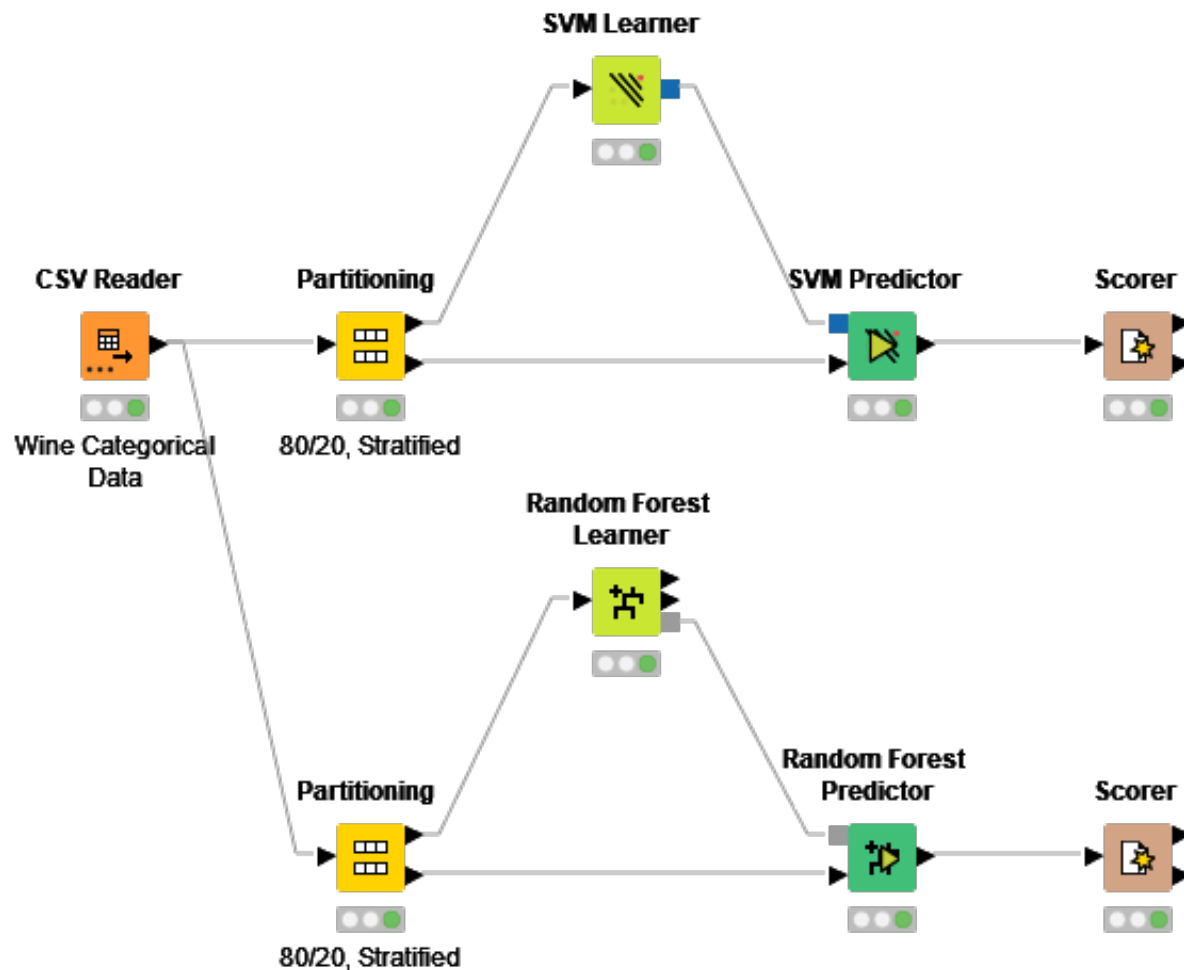 SVM Learner
CSV Reader
Partitioning
SVM Predictor
Scorer
Wine Categorical
Data
80/20, Stratified
Random Forest
Learner
Partitioning
Random Forest
Predictor
Scorer
80/20, Stratified